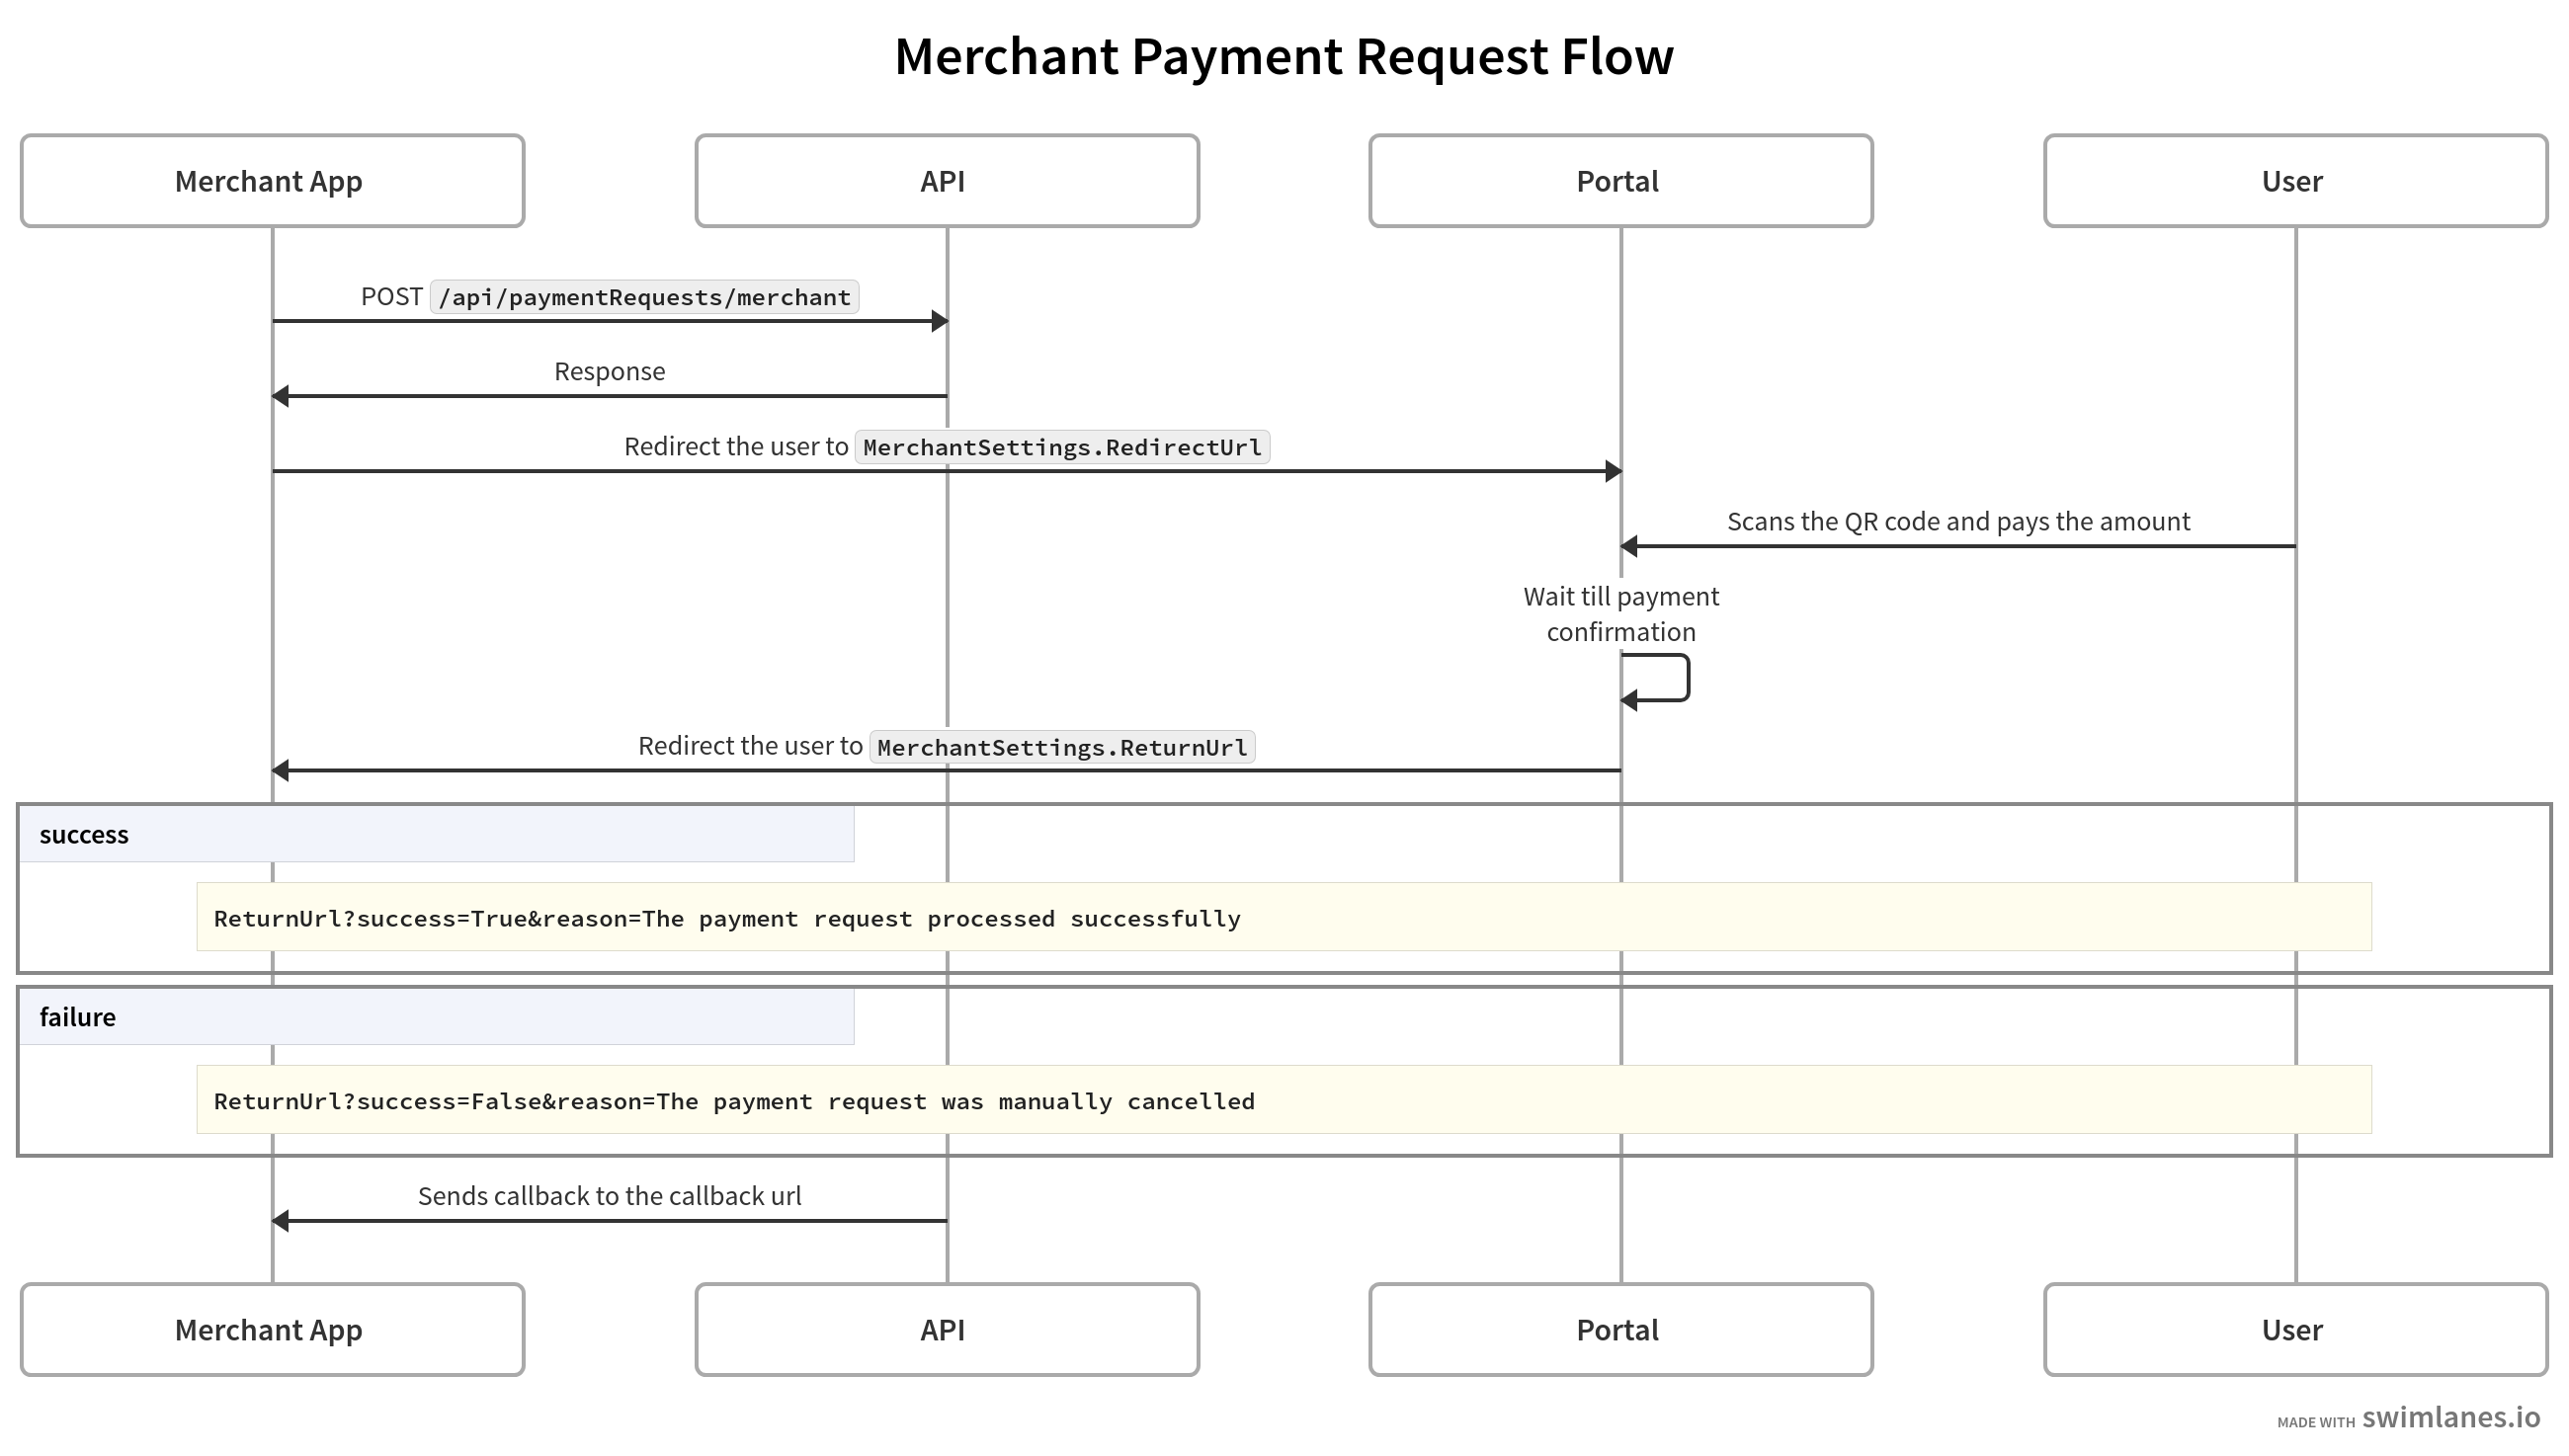 Merchant Payment Request Flow
Merchant App
API
Portal
User
POST /api/paymentRequests/merchant
Response
Redirect the user to MerchantSettings.RedirectUrl
Scans the QR code and pays the amount
Wait till payment
confirmation
Redirect the user to MerchantSettings.ReturnUrl
success
ReturnUrl?success=True&reason=The payment request processed successfully
failure
ReturnUrl?success=False&reason=The payment request was manually cancelled
Sends callback to the callback url
Merchant App
API
Portal
User
MADE WITH swimlanes.io